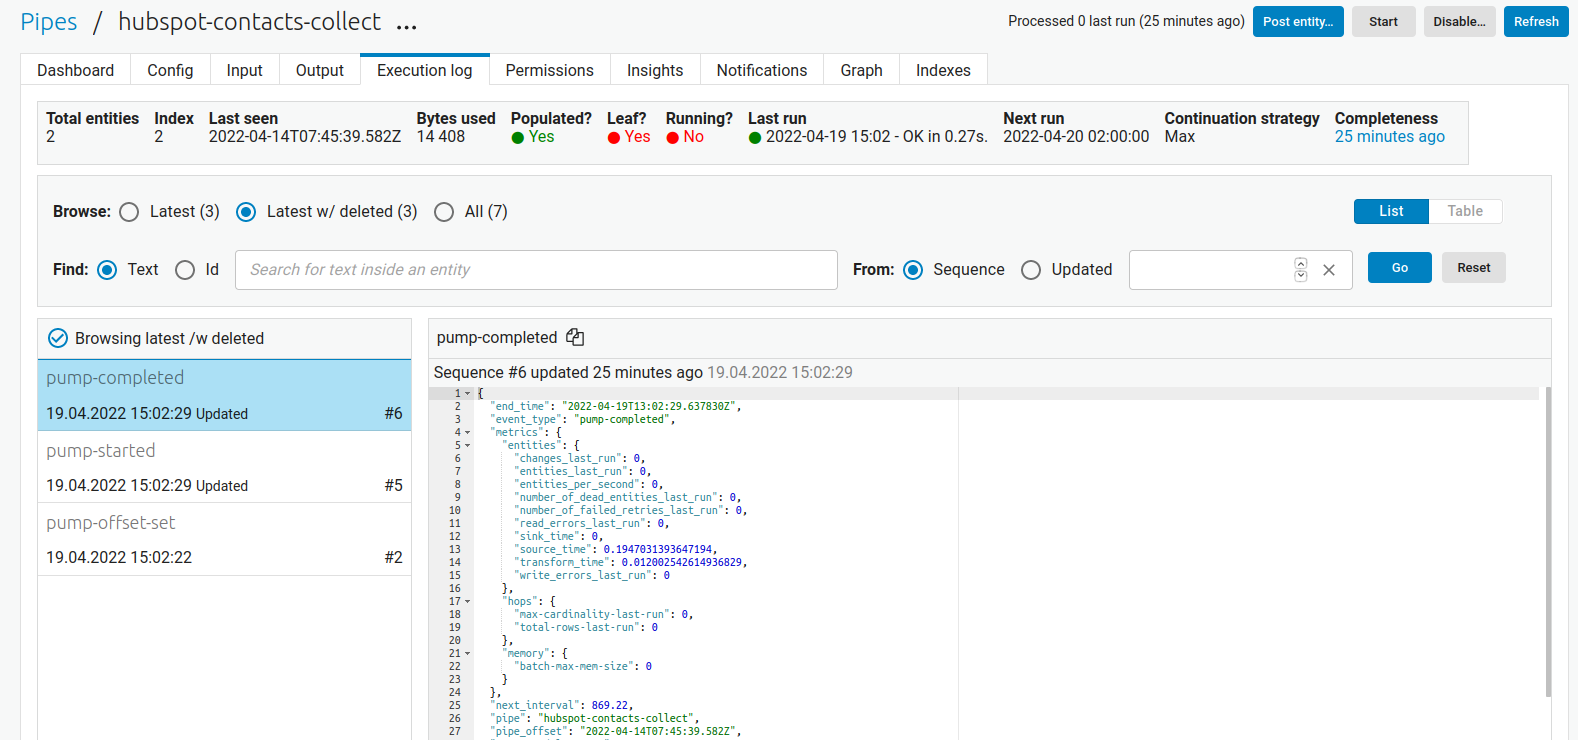 Pipes / hubspot-contacts-collect ...
Processed 0 last run (25 minutes ago) Post entity... Start Disable... Refresh
Dashboard Config Input Output Execution log Permissions Insights Notifications Graph Indexes
Total entities Index Last seen Bytes used Populated? Leaf? Running? Last run Next run Continuation strategy Completeness
2 2 2022-04-14T07:45:39.582Z 14 408 Yes Yes No 2022-04-19 15:02 - OK in 0.27s. 2022-04-20 02:00:00 Max 25 minutes ago
Browse: Latest (3) Latest w/ deleted (3) All (7) List Table
Find: Text Id Search for text inside an entity From: Sequence Updated Go Reset
Browsing latest /w deleted
pump-completed
19.04.2022 15:02:29 Updated #6
pump-started
19.04.2022 15:02:29 Updated #5
pump-offset-set
19.04.2022 15:02:22 #2
pump-completed
Sequence #6 updated 25 minutes ago 19.04.2022 15:02:29
1 {
2 "end_time": "2022-04-19T13:02:29.637830Z",
3 "event_type": "pump-completed",
4 "metrics": {
5 "entities": {
6 "changes_last_run": 0,
7 "entities_last_run": 0,
8 "entities_per_second": 0,
9 "number_of_dead_entities_last_run": 0,
10 "number_of_failed_retries_last_run": 0,
11 "read_errors_last_run": 0,
12 "sink_time": 0,
13 "source_time": 0.1947031393647194,
14 "transform_time": 0.012002542614936829,
15 "write_errors_last_run": 0
16 },
17 "hops": {
18 "max-cardinality-last-run": 0,
19 "total-rows-last-run": 0
20 },
21 "memory": {
22 "batch-max-mem-size": 0
23 }
24 },
25 "next_interval": 869.22,
26 "pipe": "hubspot-contacts-collect",
27 "pipe_offset": "2022-04-14T07:45:39.582Z",